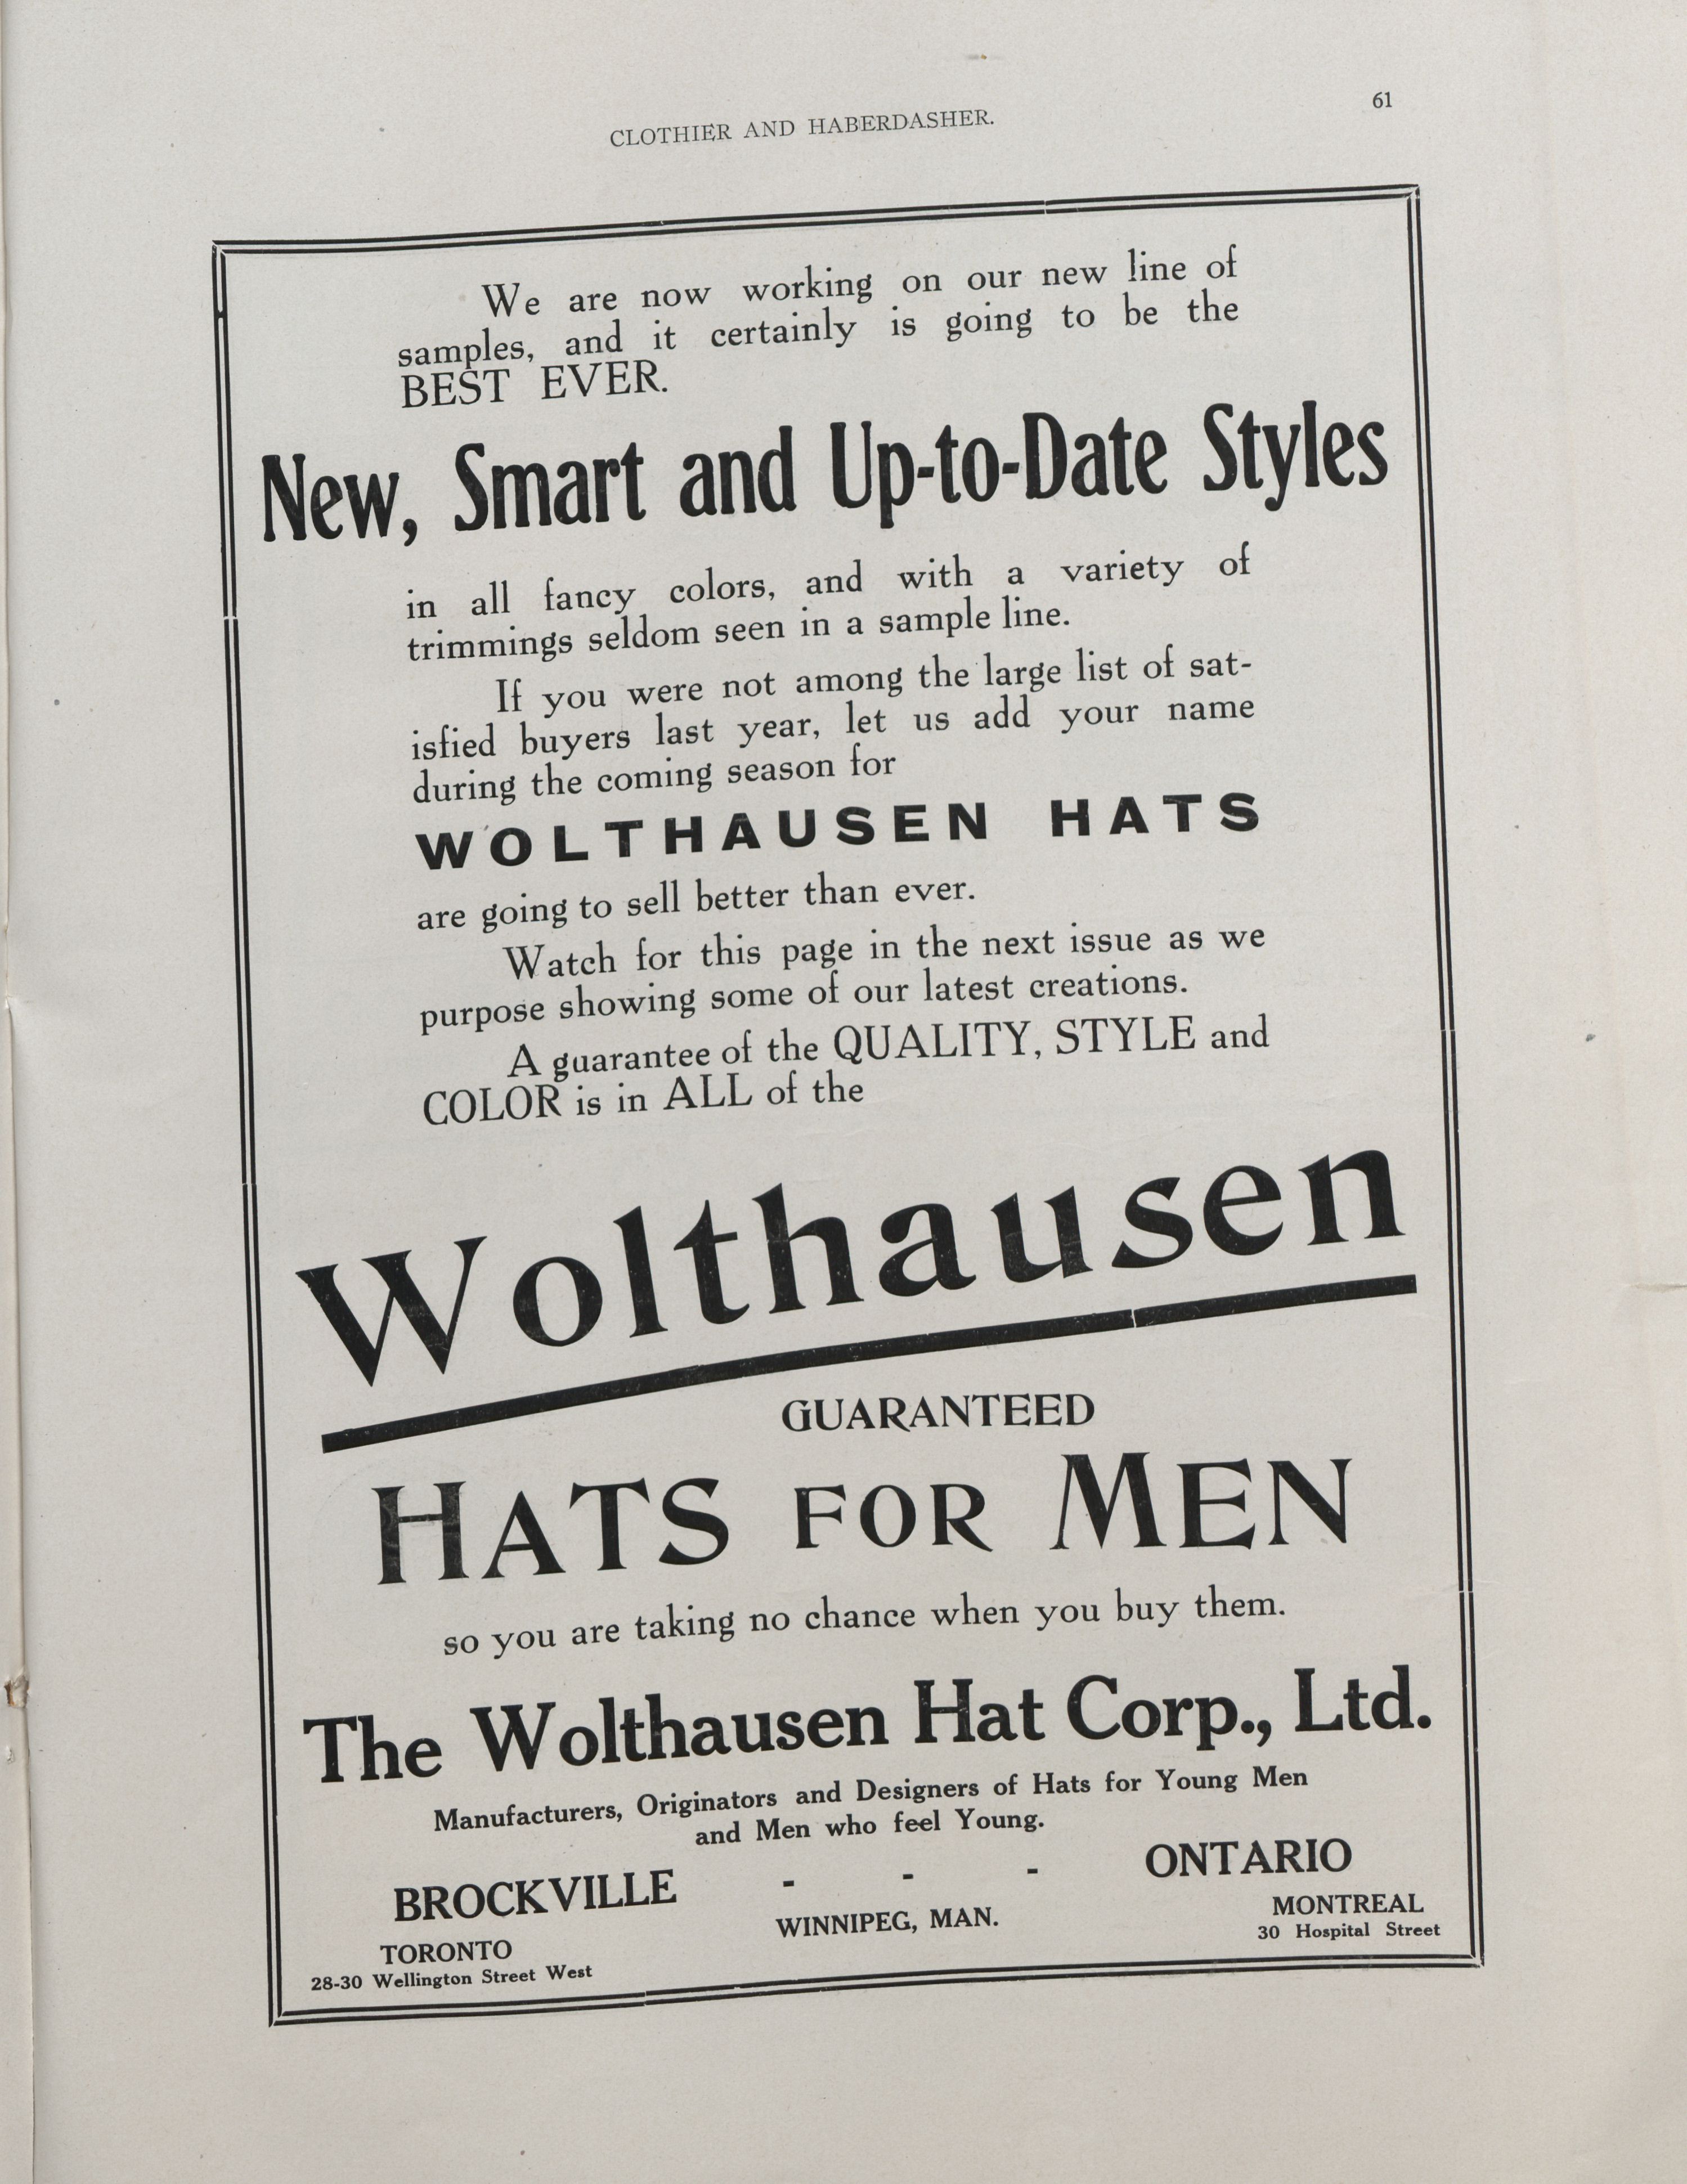 CLOTHIER AND HABERDASHER.
61
We are now working on our new line of
samples, and it certainly is going to be the
BEST EVER.
New, Smart and Up-to-Date Styles
in all fancy colors, and with a variety of
trimmings seldom seen in a sample line.
If you were not among the large list of sat-
isfied buyers last year, let us add your name
during the coming season for
WOLTHAUSEN HATS
are going to sell better than ever.
Watch for this page in the next issue as we
purpose showing some of our latest creations.
A guarantee of the QUALITY, STYLE and
COLOR is in ALL of the
Wolthausen
GUARANTEED
HATS FOR MEN
so you are taking no chance when you buy them.
The Wolthausen Hat Corp., Ltd.
Manufacturers, Originators and Designers of Hats for Young Men
and Men who feel Young.
BROCKVILLE - - - ONTARIO
TORONTO
28-30 Wellington Street West
WINNIPEG, MAN.
MONTREAL
30 Hospital Street